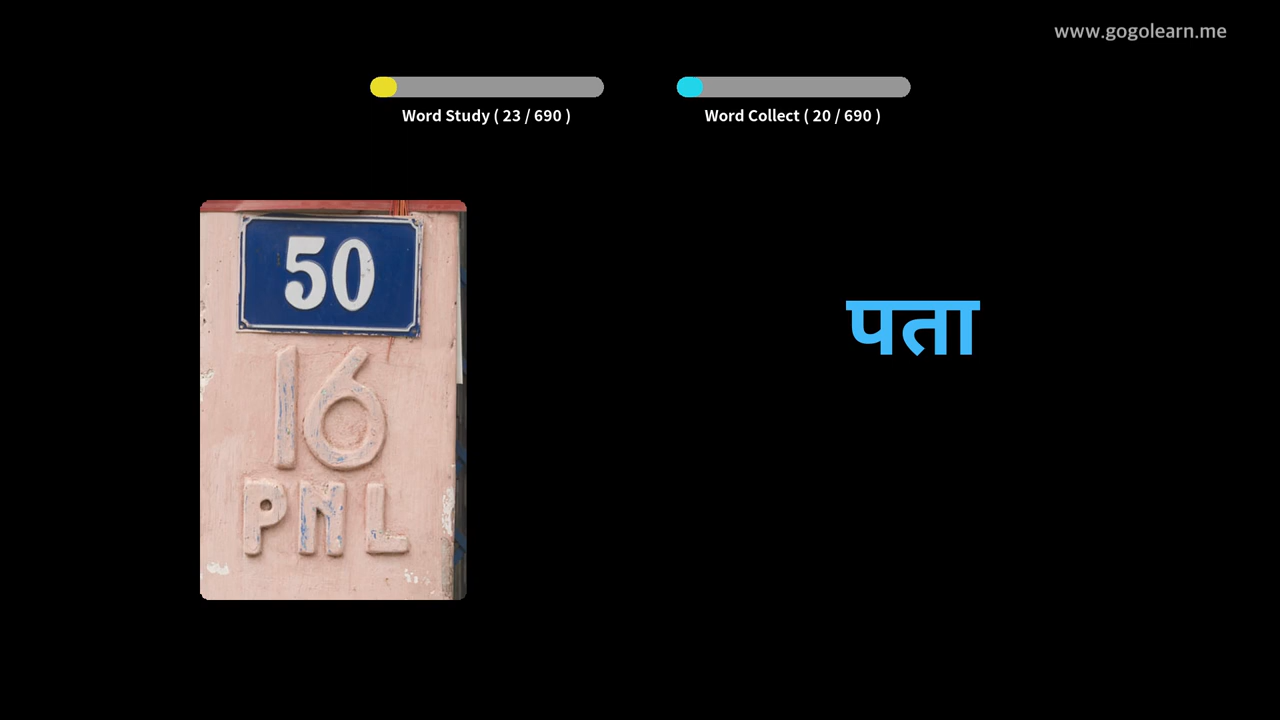 www.gogolearn.me
Word Study ( 23 / 690 )
Word Collect ( 20 / 690 )
50
16
PNL
पता